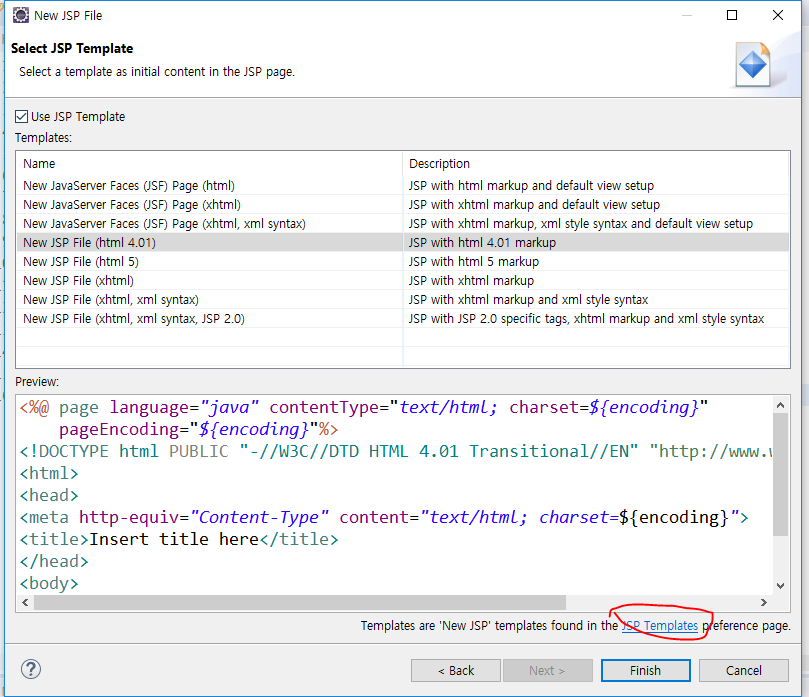 New JSP File
Select JSP Template
Select a template as initial content in the JSP page.
Use JSP Template
Templates:
Name Description
New JavaServer Faces (JSF) Page (html) JSP with html markup and default view setup
New JavaServer Faces (JSF) Page (xhtml) JSP with xhtml markup and default view setup
New JavaServer Faces (JSF) Page (xhtml, xml syntax) JSP with xhtml markup, xml style syntax and default view setup
New JSP File (html 4.01) JSP with html 4.01 markup
New JSP File (html 5) JSP with html 5 markup
New JSP File (xhtml) JSP with xhtml markup
New JSP File (xhtml, xml syntax) JSP with xhtml markup and xml style syntax
New JSP File (xhtml, xml syntax, JSP 2.0) JSP with JSP 2.0 specific tags, xhtml markup and xml style syntax
Preview:
<%@ page language="java" contentType="text/html; charset=${encoding}"
pageEncoding="${encoding}"%>
<!DOCTYPE html PUBLIC "-//W3C//DTD HTML 4.01 Transitional//EN" "http://www.
<html>
<head>
<meta http-equiv="Content-Type" content="text/html; charset=${encoding}">
<title>Insert title here</title>
</head>
<body>
Templates are 'New JSP' templates found in the JSP Templates preference page.
? < Back Next > Finish Cancel